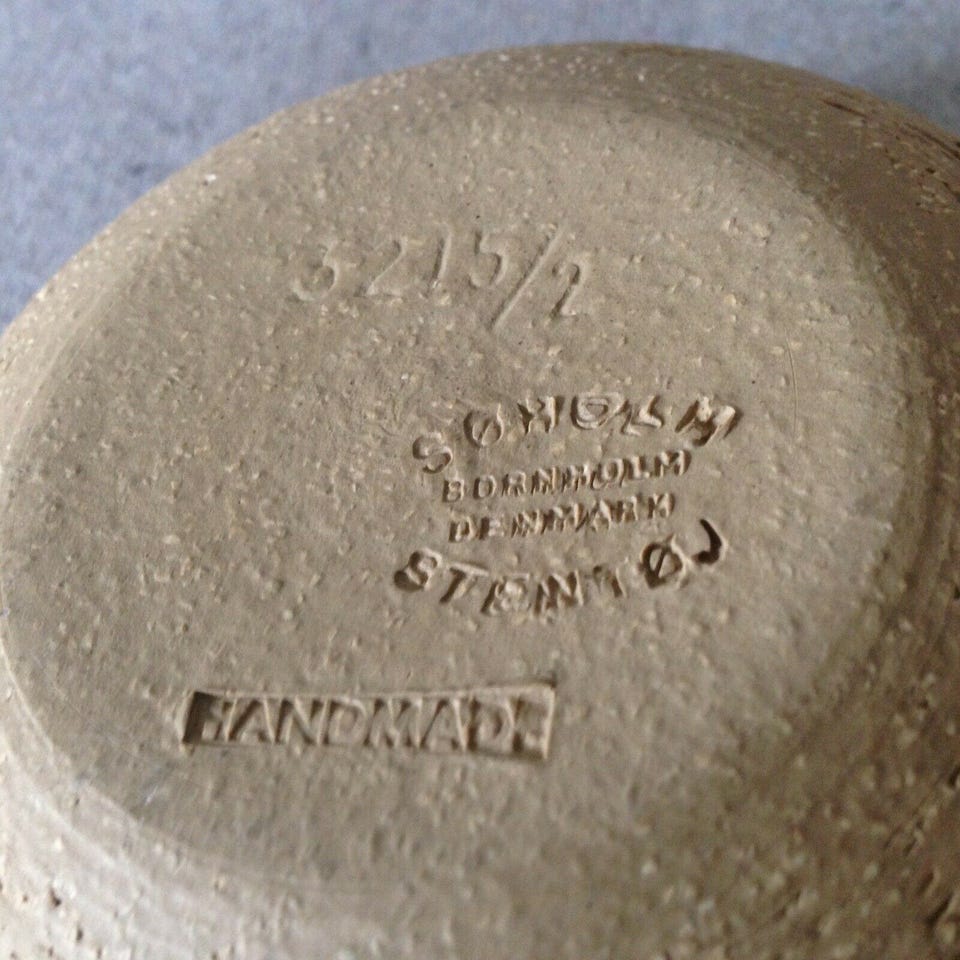 3215/2
SØHOLM
BORNHOLM
DENMARK
STENTØJ
HANDMADE